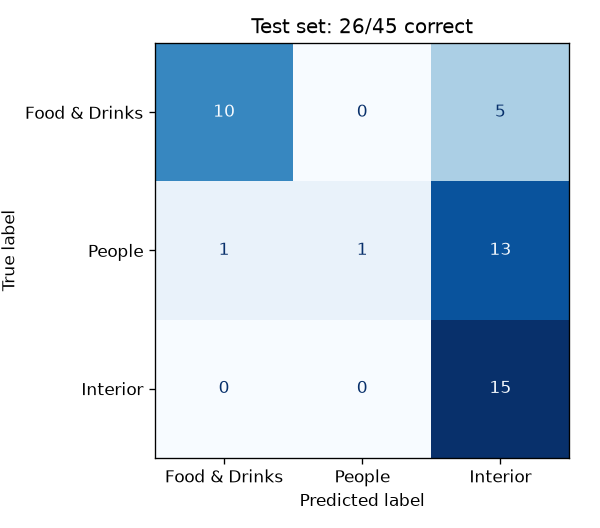 Test set: 26/45 correct
Food & Drinks 10 0 5
People 1 1 13
Interior 0 0 15
Food & Drinks People Interior
Predicted label
True label